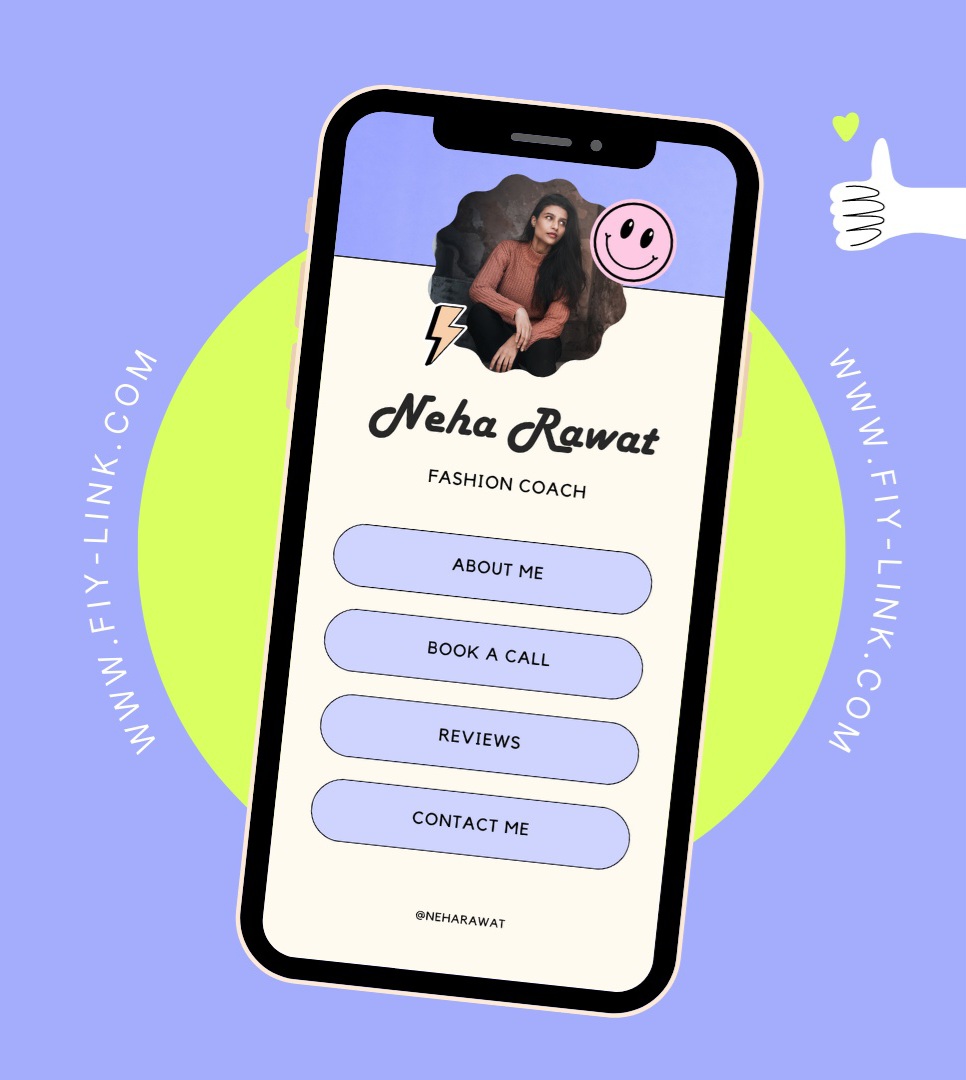 WWW.FIY-LINK.COM
Neha Rawat
FASHION COACH
ABOUT ME
BOOK A CALL
REVIEWS
CONTACT ME
@NEHARAWAT
WWW.FIY-LINK.COM